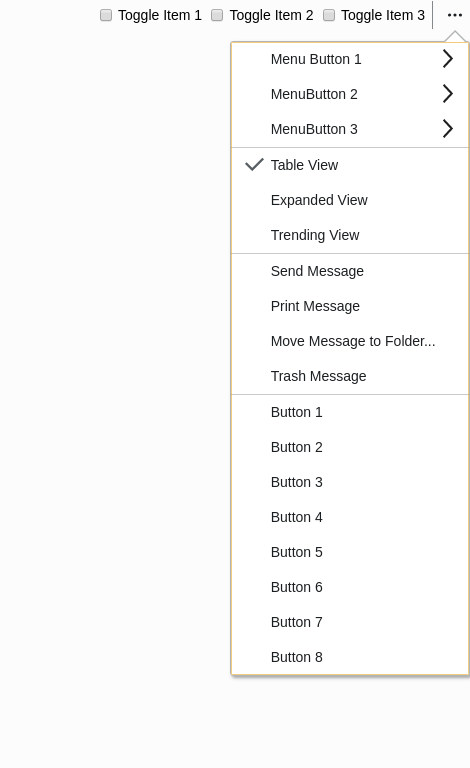 Toggle Item 1 Toggle Item 2 Toggle Item 3 ...
Menu Button 1
MenuButton 2
MenuButton 3
Table View
Expanded View
Trending View
Send Message
Print Message
Move Message to Folder...
Trash Message
Button 1
Button 2
Button 3
Button 4
Button 5
Button 6
Button 7
Button 8